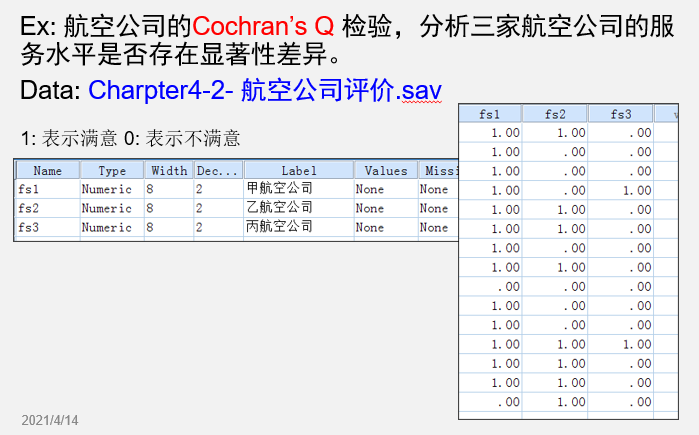 Ex: 航空公司的Cochran’s Q 检验，分析三家航空公司的服
务水平是否存在显著性差异。
Data: Charpter4-2- 航空公司评价.sav
1: 表示满意 0: 表示不满意
Name Type Width Dec... Label Values Missi
fs1 Numeric 8 2 甲航空公司 None None
fs2 Numeric 8 2 乙航空公司 None None
fs3 Numeric 8 2 丙航空公司 None None
fs1 fs2 fs3
1.00 1.00 .00
1.00 .00 .00
1.00 .00 .00
1.00 .00 1.00
1.00 1.00 .00
1.00 1.00 .00
1.00 .00 .00
1.00 1.00 .00
.00 .00 .00
1.00 .00 .00
1.00 .00 .00
1.00 1.00 1.00
1.00 1.00 .00
1.00 1.00 .00
.00 1.00 .00
2021/4/14